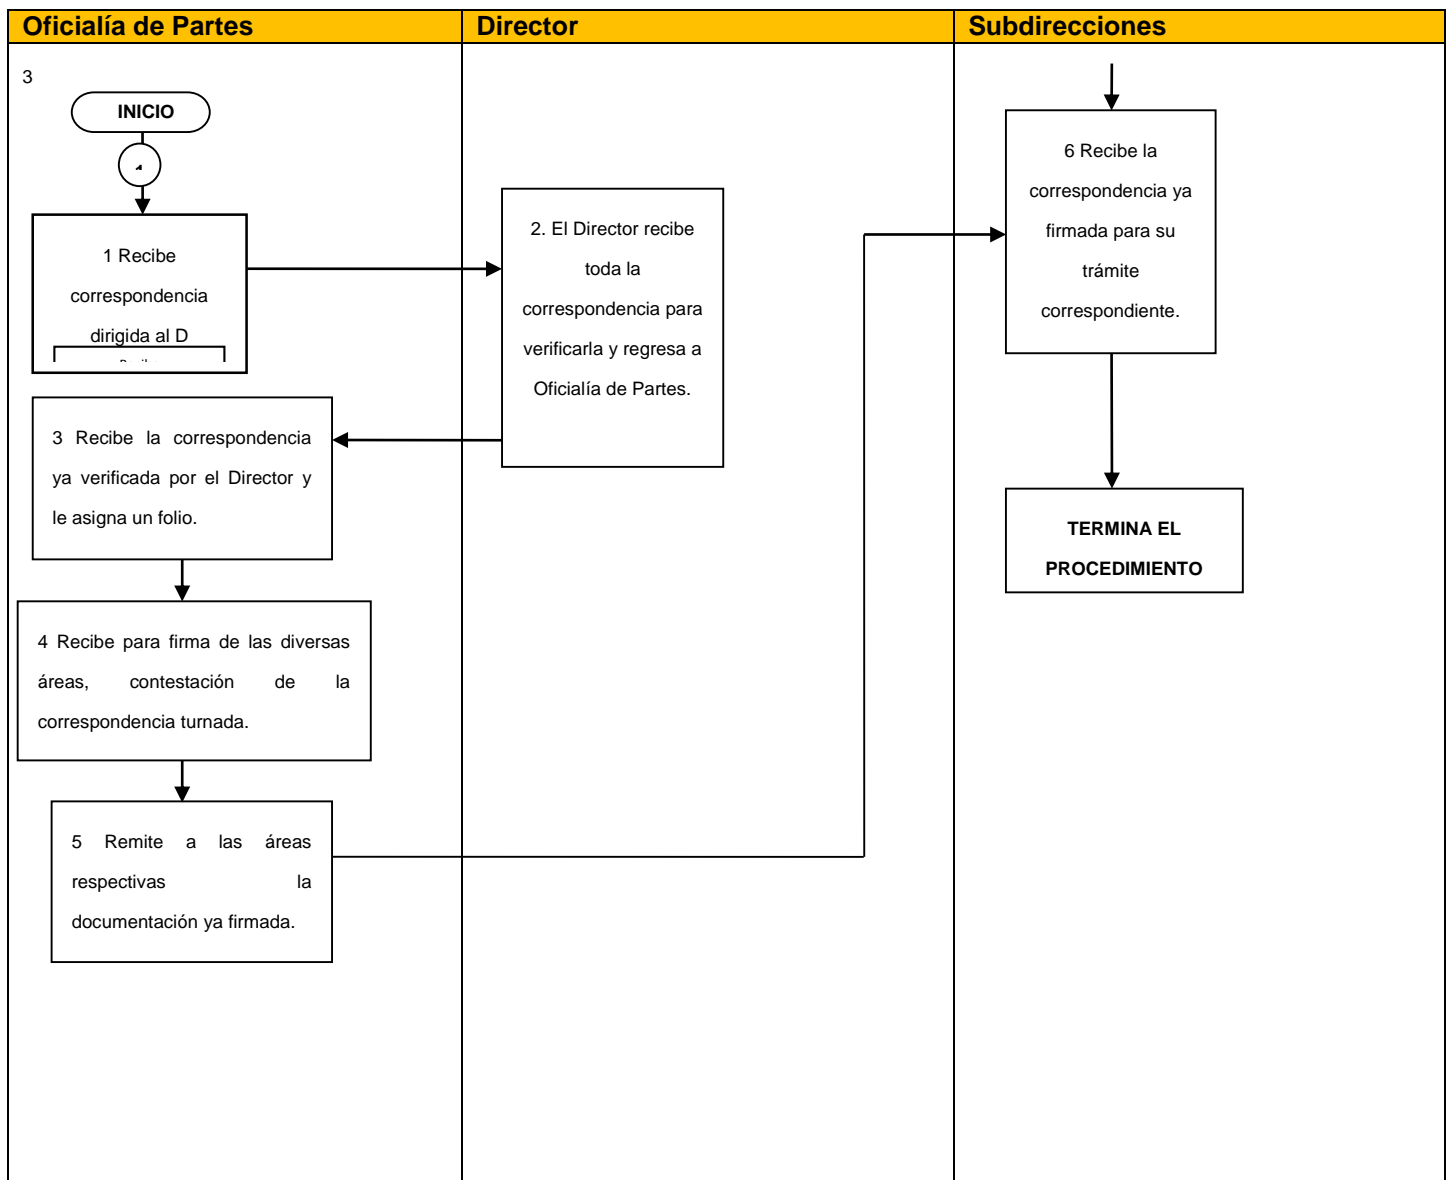 Oficialía de Partes
Director
Subdirecciones
3
INICIO
1 Recibe
correspondencia
dirigida al D
2. El Director recibe
toda la
correspondencia para
verificarla y regresa a
Oficialía de Partes.
3 Recibe la correspondencia
ya verificada por el Director y
le asigna un folio.
4 Recibe para firma de las diversas
áreas, contestación de la
correspondencia turnada.
5 Remite a las áreas
respectivas la
documentación ya firmada.
6 Recibe la
correspondencia ya
firmada para su
trámite
correspondiente.
TERMINA EL
PROCEDIMIENTO